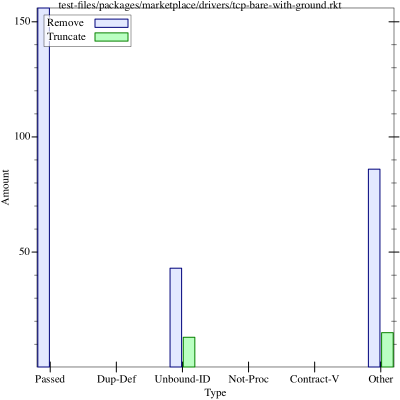 test-files/packages/marketplace/drivers/tcp-bare-with-ground.rkt
Remove
Truncate
150
100
50
Amount
Passed Dup-Def Unbound-ID Not-Proc Contract-V Other
Type